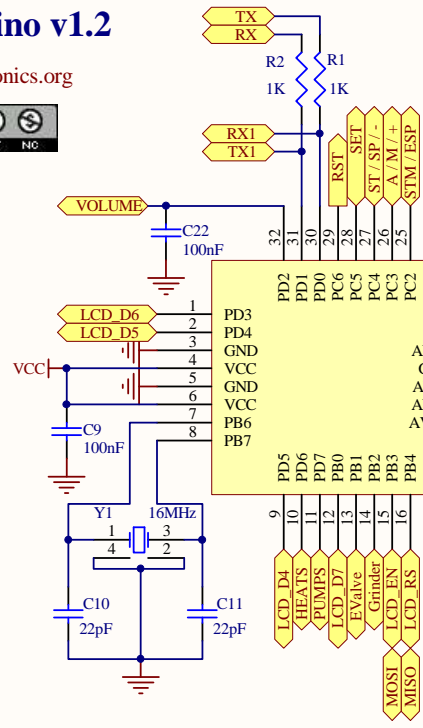 ino v1.2
onics.org
NC
TX
RX
R2
R1
1K
1K
RX1
TX1
RST
SET
ST / SP / -
A / M / +
STM / ESP
VOLUME
C22
100nF
32
31
30
29
28
27
26
25
PD2
PD1
PD0
PC6
PC5
PC4
PC3
PC2
LCD_D6
1
PD3
LCD_D5
2
PD4
3
GND
VCC
4
VCC
5
GND
6
VCC
7
PB6
8
PB7
C9
100nF
PD5
PD6
PD7
PB0
PB1
PB2
PB3
PB4
9
10
11
12
13
14
15
16
LCD_D4
HEATS
PUMPS
LCD_D7
EValve
Grinder
LCD_EN
LCD_RS
MOSI
MISO
Y1
16MHz
1
3
4
2
C10
22pF
C11
22pF